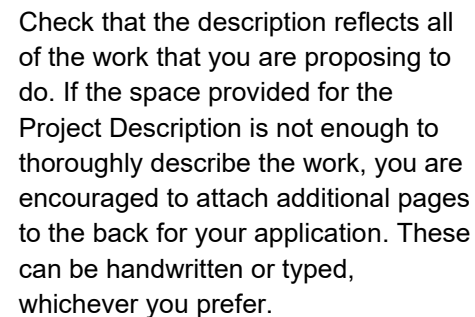 Check that the description reflects all
of the work that you are proposing to
do. If the space provided for the
Project Description is not enough to
thoroughly describe the work, you are
encouraged to attach additional pages
to the back for your application. These
can be handwritten or typed,
whichever you prefer.